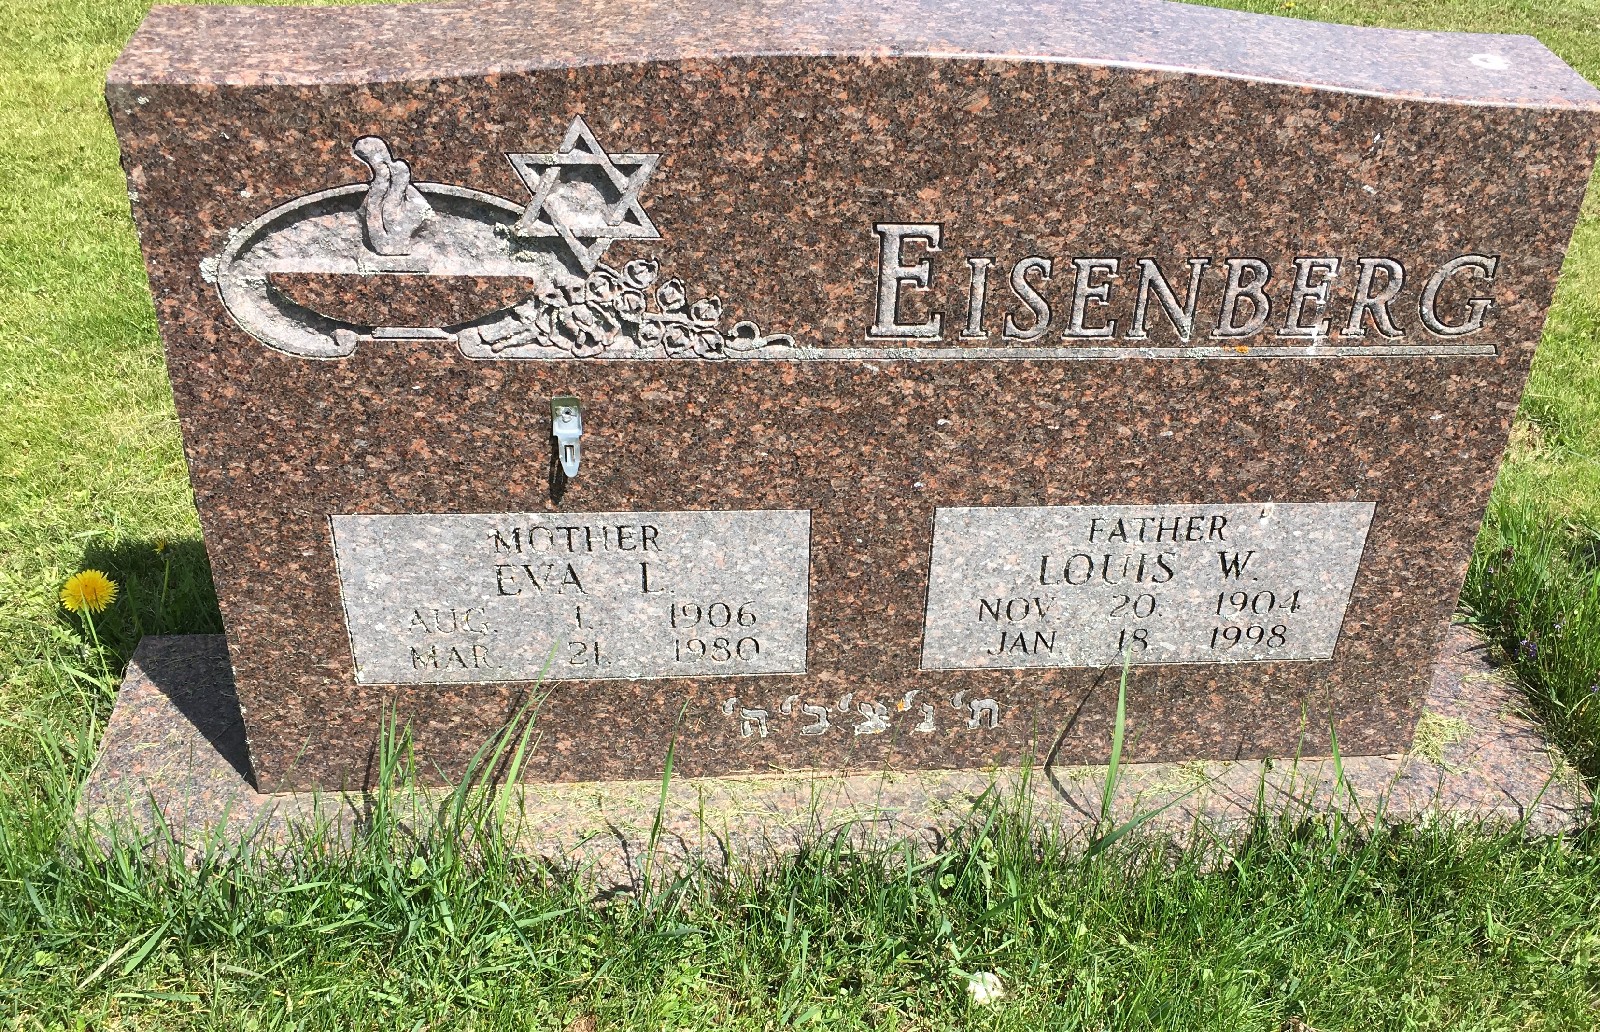 EISENBERG
MOTHER
EVA L.
AUG. 1. 1906
MAR. 21. 1980
FATHER
LOUIS W.
NOV. 20. 1904
JAN 18. 1998
ת'נ'צ'ב'ה'